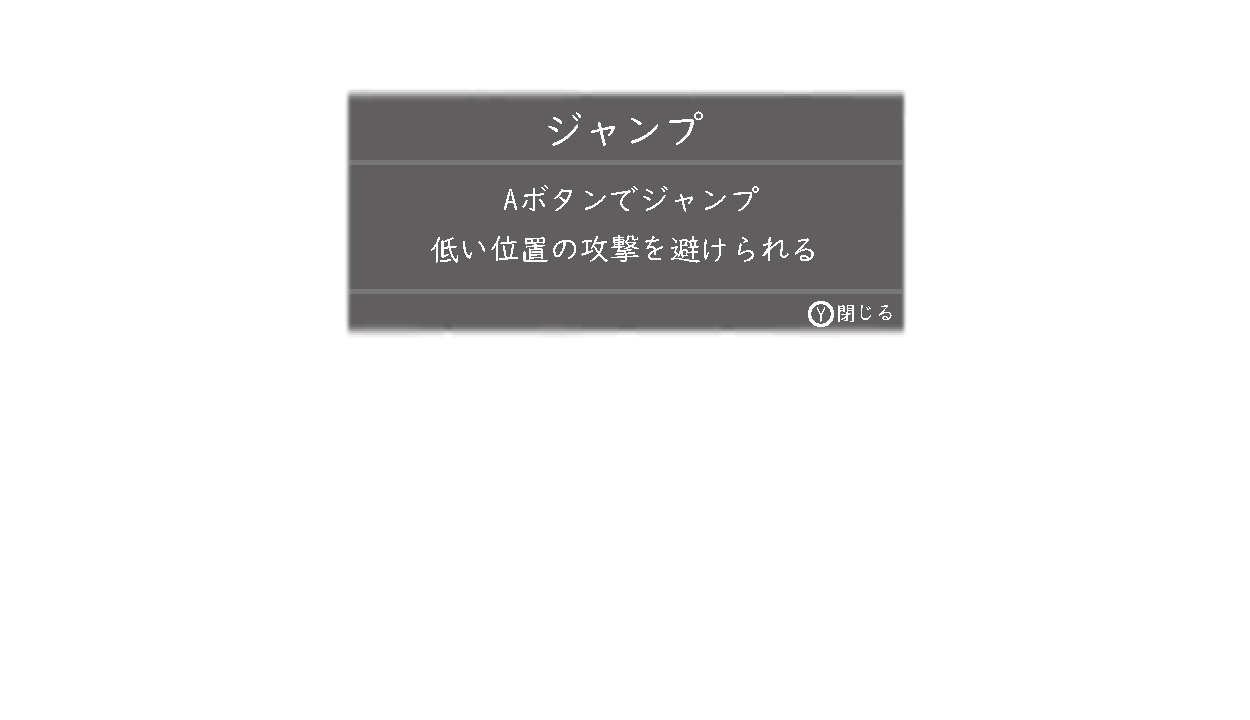 ジャンプ
Aボタンでジャンプ
低い位置の攻撃を避けられる
Y閉じる